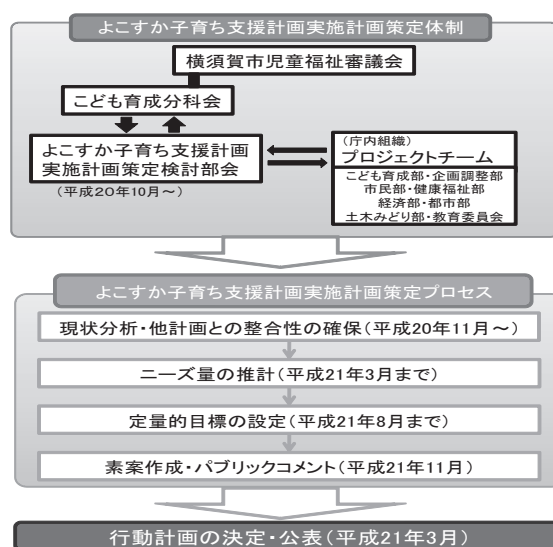 よこすか子育ち支援計画実施計画策定体制
横須賀市児童福祉審議会
こども育成分科会
よこすか子育ち支援計画
実施計画策定検討部会
(平成20年10月~)
(庁内組織)
プロジェクトチーム
こども育成部・企画調整部
市民部・健康福祉部
経済部・都市部
土木みどり部・教育委員会
よこすか子育ち支援計画実施計画策定プロセス
現状分析・他計画との整合性の確保(平成20年11月~)
ニーズ量の推計(平成21年3月まで)
定量的目標の設定(平成21年8月まで)
素案作成・パブリックコメント(平成21年11月)
行動計画の決定・公表(平成21年3月)